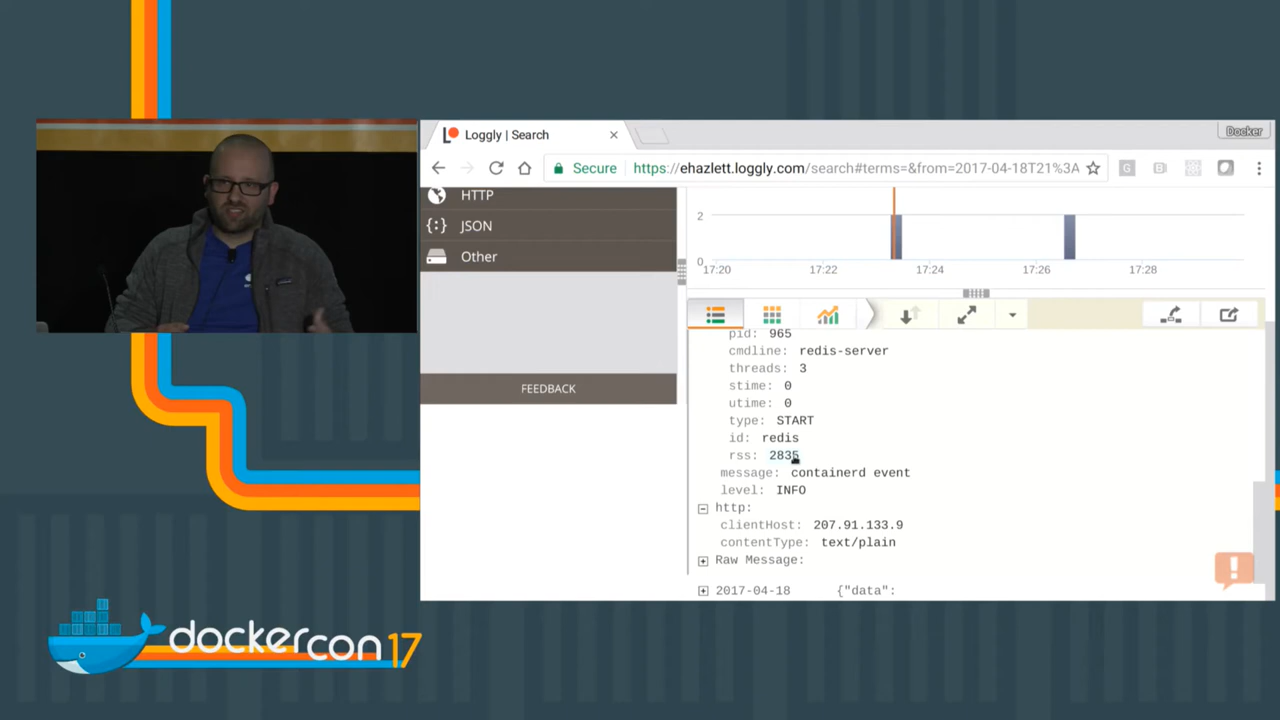 Loggly | Search
Docker
Secure https://ehazlett.loggly.com/search#terms=&from=2017-04-18T21%3A
HTTP
JSON
Other
FEEDBACK
2
0
17:20 17:22 17:24 17:26 17:28
pid: 965
cmdline: redis-server
threads: 3
stime: 0
utime: 0
type: START
id: redis
rss: 2835
message: containerd event
level: INFO
http:
clientHost: 207.91.133.9
contentType: text/plain
Raw Message:
2017-04-18 {"data":
dockercon 17